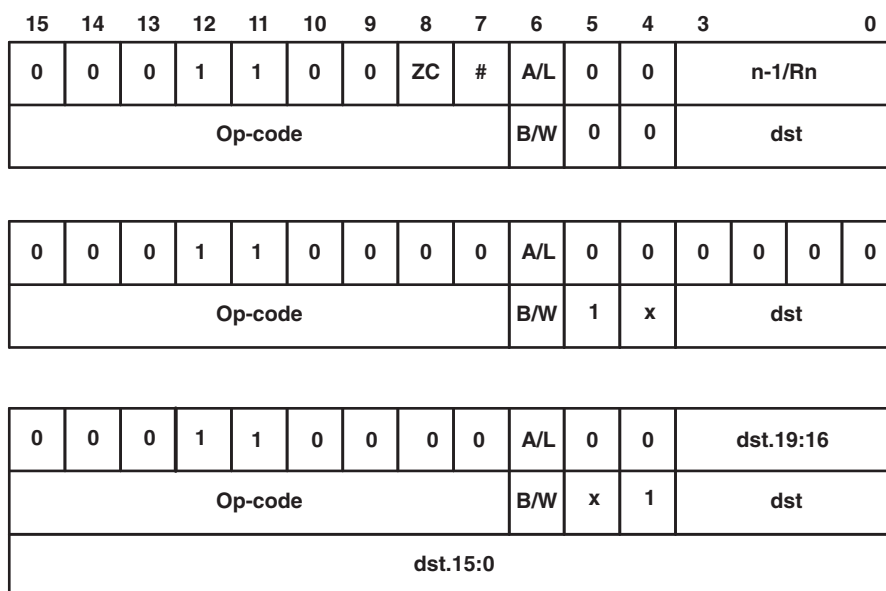 15 14 13 12 11 10 9 8 7 6 5 4 3 0
0 0 0 1 1 0 0 ZC # A/L 0 0 n-1/Rn
Op-code B/W 0 0 dst
0 0 0 1 1 0 0 0 0 A/L 0 0 0 0 0 0
Op-code B/W 1 x dst
0 0 0 1 1 0 0 0 0 A/L 0 0 dst.19:16
Op-code B/W x 1 dst
dst.15:0